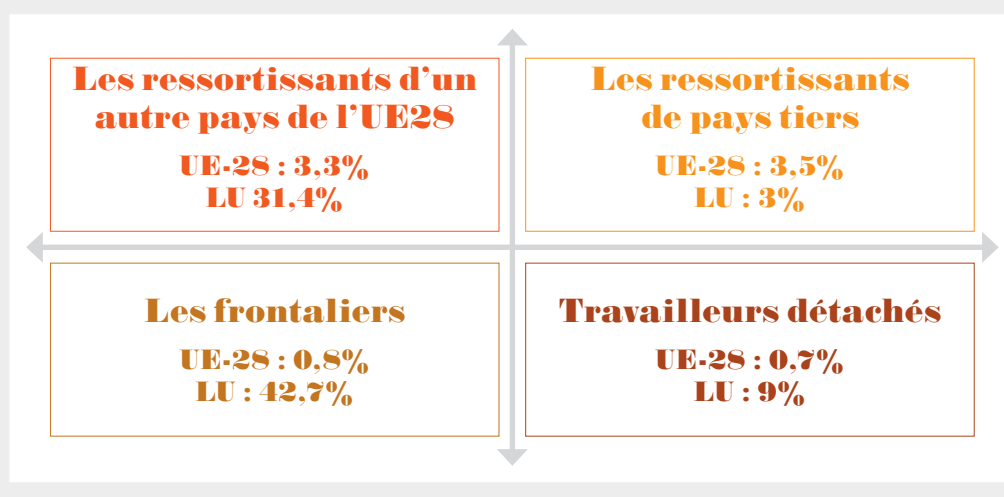 Les ressortissants d’un
autre pays de l’UE28
UE-28 : 3,3%
LU 31,4%
Les ressortissants
de pays tiers
UE-28 : 3,5%
LU : 3%
Les frontaliers
UE-28 : 0,8%
LU : 42,7%
Travailleurs détachés
UE-28 : 0,7%
LU : 9%